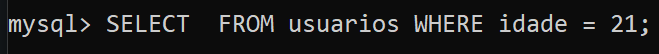 mysql> SELECT  FROM usuarios WHERE idade = 21;